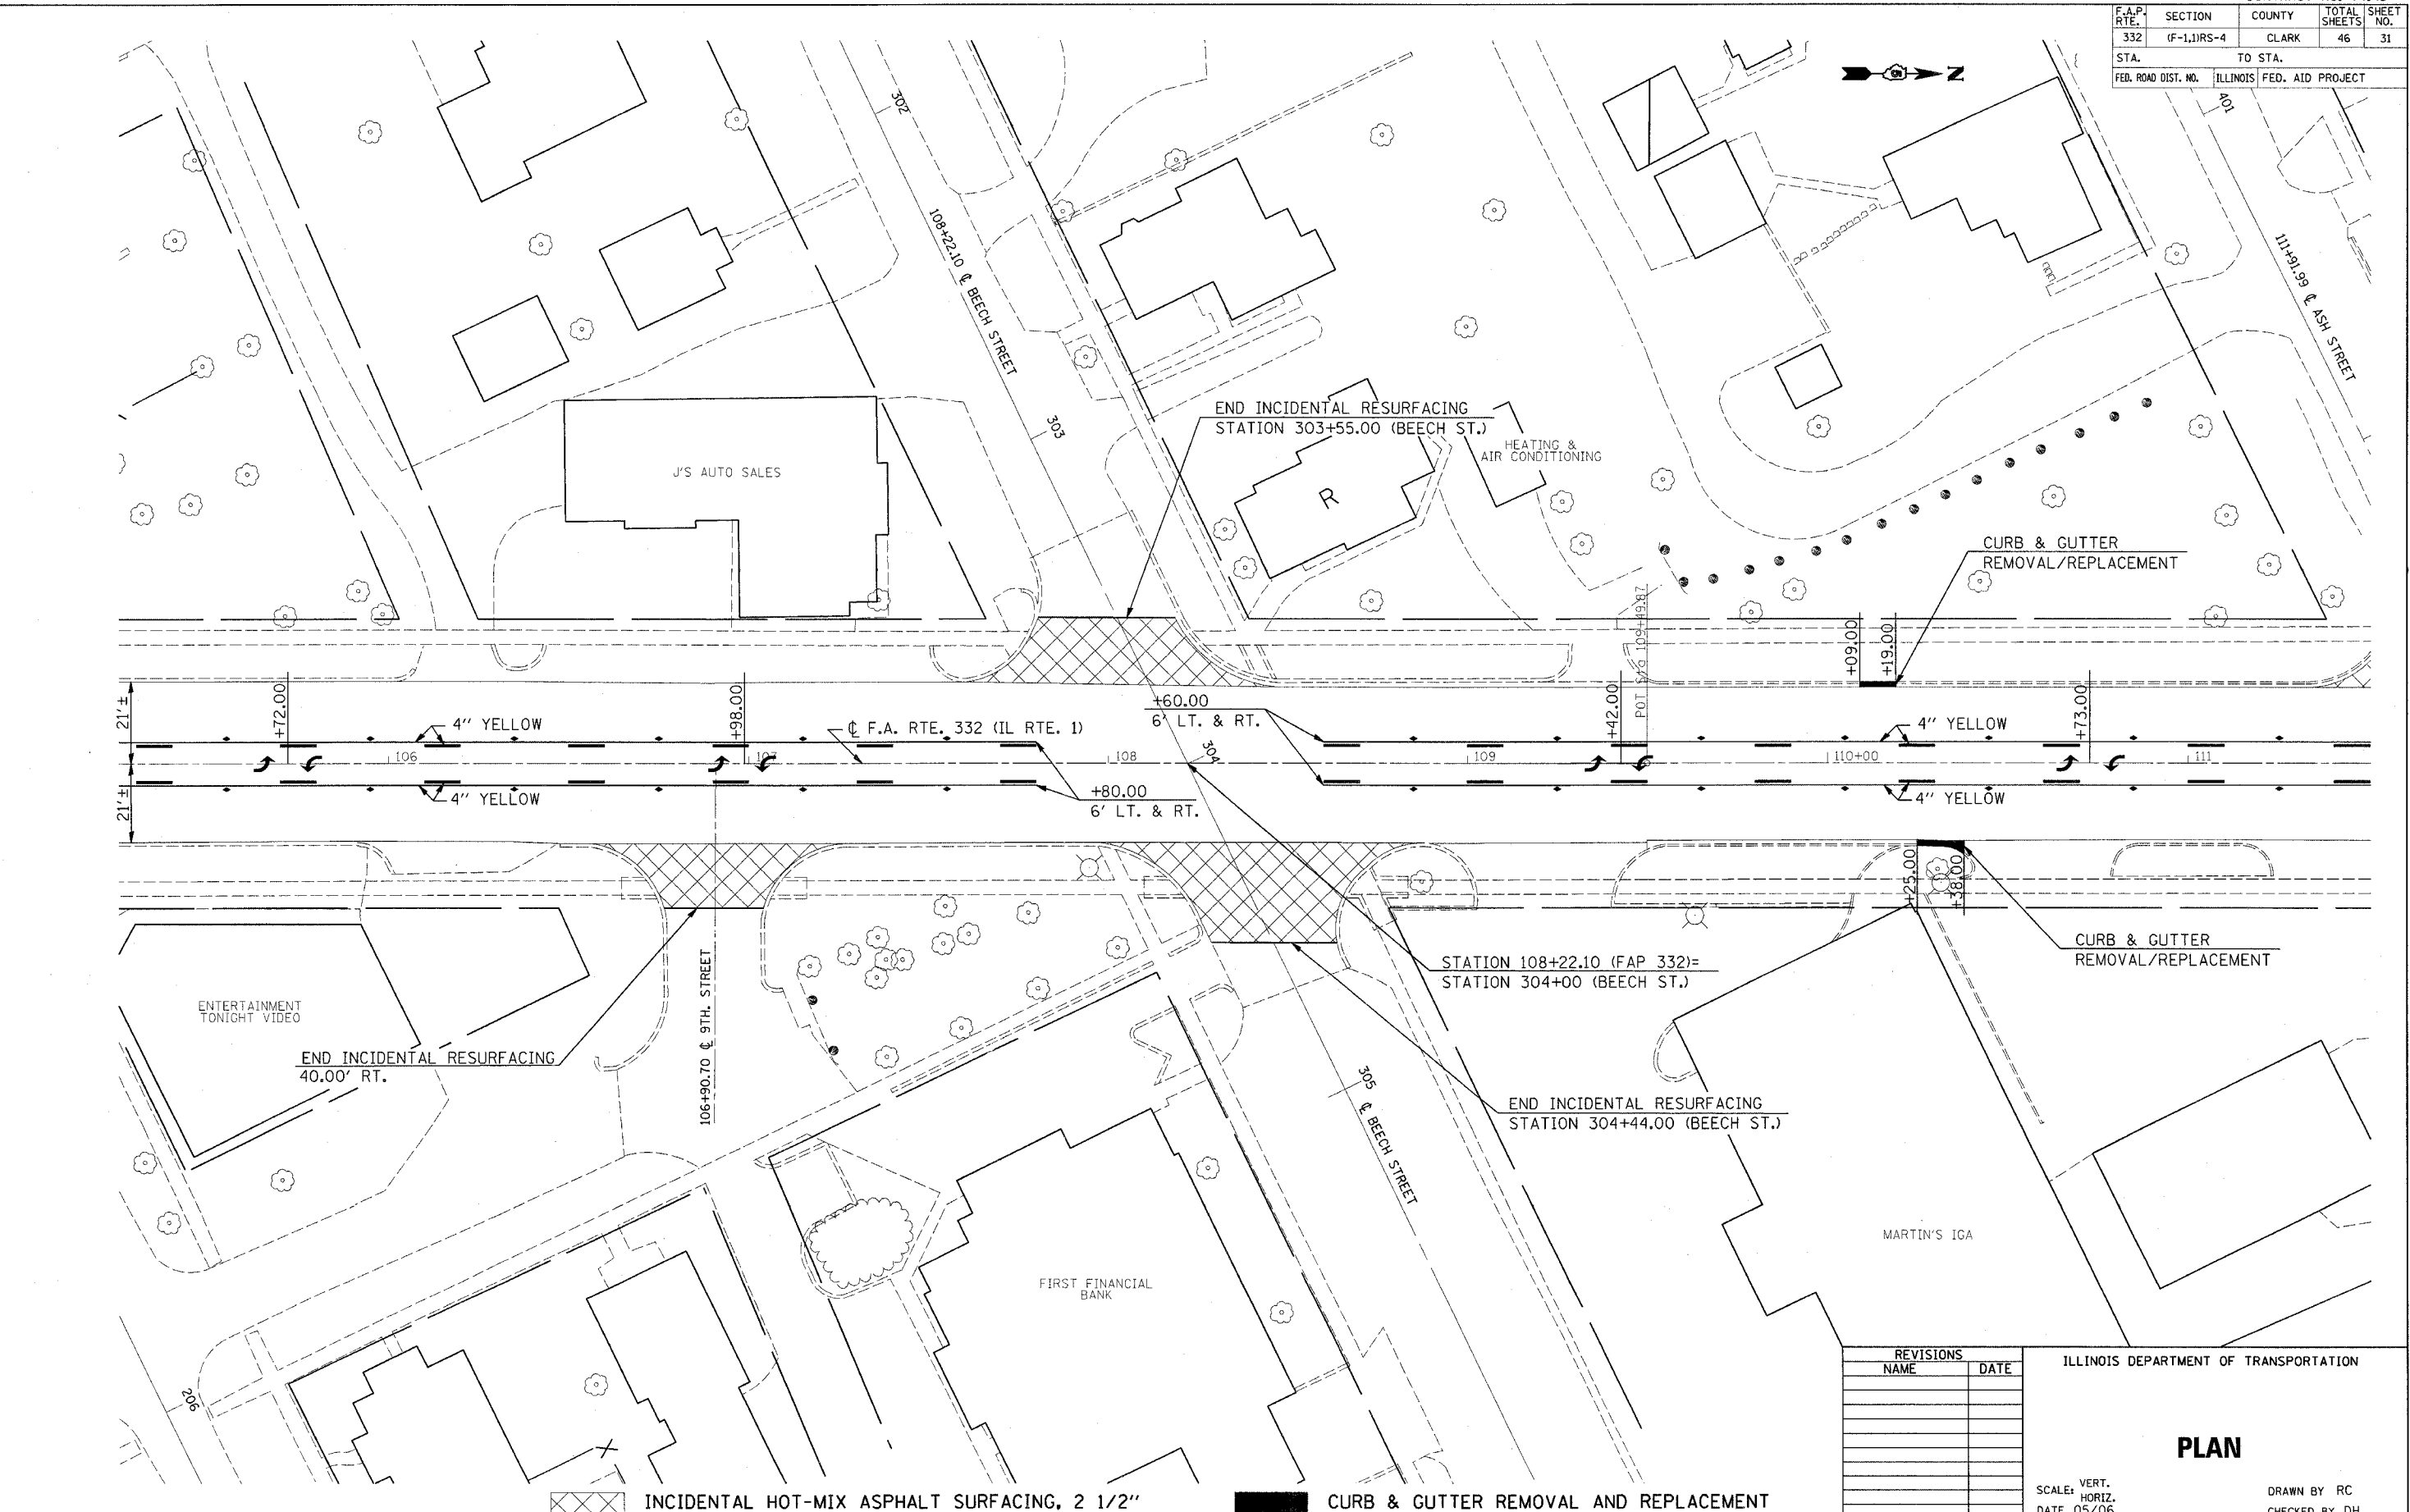 F.A.P. RTE. SECTION COUNTY TOTAL SHEETS SHEET NO.
332 (F-1,1)RS-4 CLARK 46 31
STA. TO STA.
FED. ROAD DIST. NO. ILLINOIS FED. AID PROJECT
N
302
401
108+22.10 ℄ BEECH STREET
111+91.99 ℄ ASH STREET
303
END INCIDENTAL RESURFACING
STATION 303+55.00 (BEECH ST.)
HEATING &
AIR CONDITIONING
J'S AUTO SALES
R
CURB & GUTTER
REMOVAL/REPLACEMENT
POT Sta 109+49.87
+09.00
+19.00
21'±
+72.00
4'' YELLOW
+98.00
℄ F.A. RTE. 332 (IL RTE. 1)
+60.00
6' LT. & RT.
+42.00
4'' YELLOW
+73.00
106
107
108
304
109
110+00
111
21'±
4'' YELLOW
+80.00
6' LT. & RT.
4'' YELLOW
+25.00
+38.00
CURB & GUTTER
REMOVAL/REPLACEMENT
STATION 108+22.10 (FAP 332)=
STATION 304+00 (BEECH ST.)
ENTERTAINMENT
TONIGHT VIDEO
END INCIDENTAL RESURFACING
40.00' RT.
106+90.70 ℄ 9TH. STREET
305
℄ BEECH STREET
END INCIDENTAL RESURFACING
STATION 304+44.00 (BEECH ST.)
MARTIN'S IGA
FIRST FINANCIAL
BANK
206
X
REVISIONS
NAME DATE
ILLINOIS DEPARTMENT OF TRANSPORTATION
PLAN
SCALE: VERT.
HORIZ.
DATE 05/06
DRAWN BY RC
CHECKED BY DH
INCIDENTAL HOT-MIX ASPHALT SURFACING, 2 1/2''
CURB & GUTTER REMOVAL AND REPLACEMENT